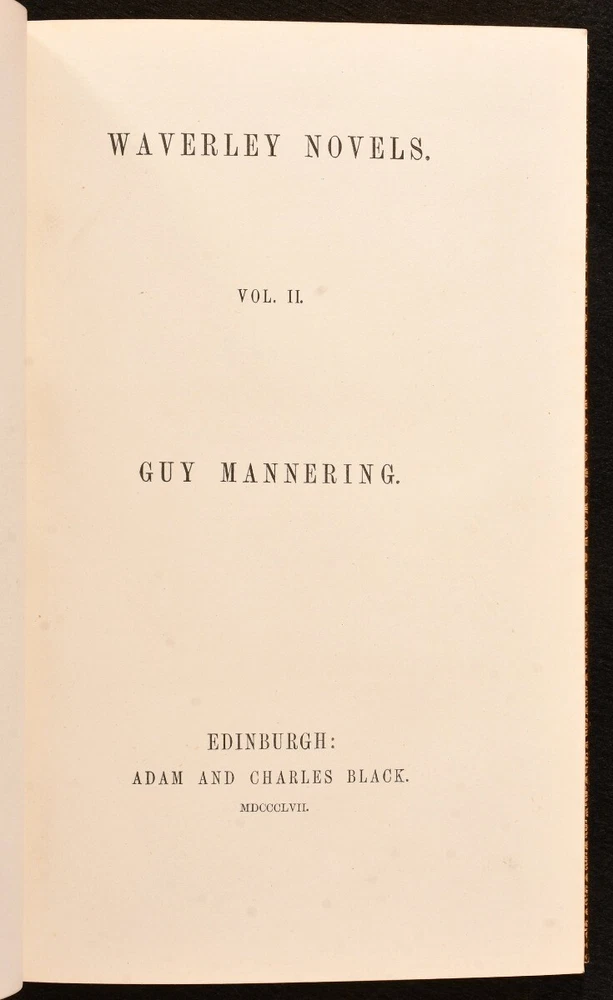 WAVERLEY NOVELS.
VOL. II.
GUY MANNERING.
EDINBURGH:
ADAM AND CHARLES BLACK.
MDCCCLVII.